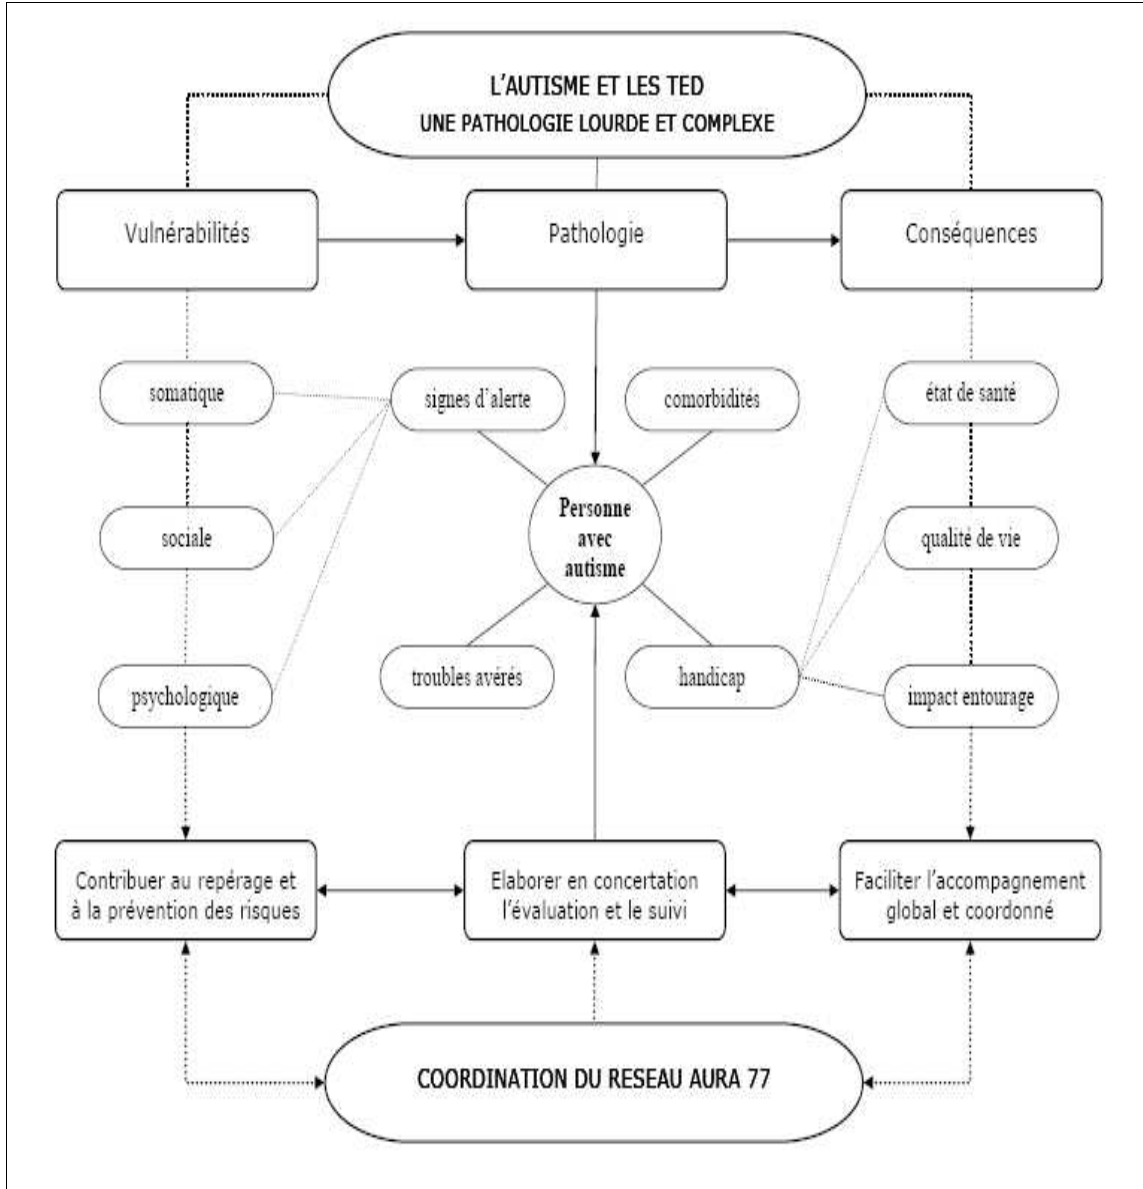 L'AUTISME ET LES TED
UNE PATHOLOGIE LOURDE ET COMPLEXE
Vulnérabilités
Pathologie
Conséquences
somatique
signes d'alerte
comorbidités
état de santé
Personne
avec
autisme
sociale
qualité de vie
troubles avérés
handicap
psychologique
impact entourage
Contribuer au repérage et
à la prévention des risques
Elaborer en concertation
l'évaluation et le suivi
Faciliter l'accompagnement
global et coordonné
COORDINATION DU RESEAU AURA 77